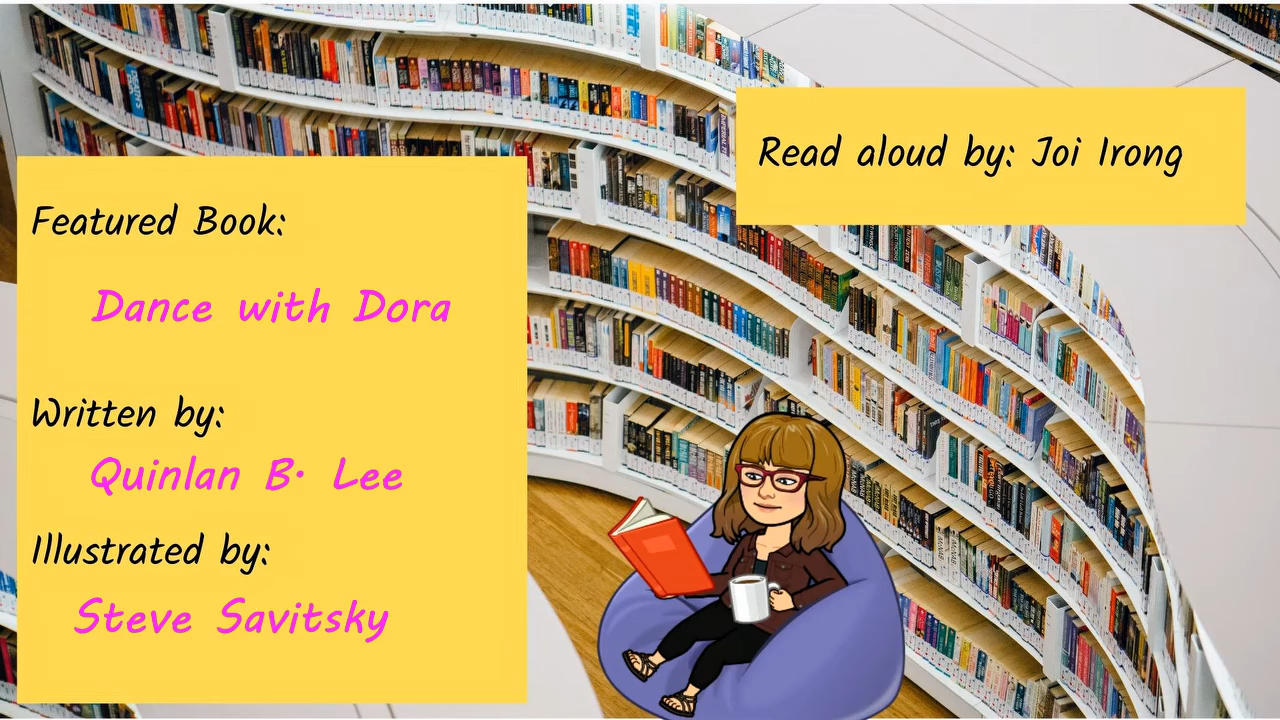 Read aloud by: Joi Irong
Featured Book:
Dance with Dora
Written by:
Quinlan B. Lee
Illustrated by:
Steve Savitsky